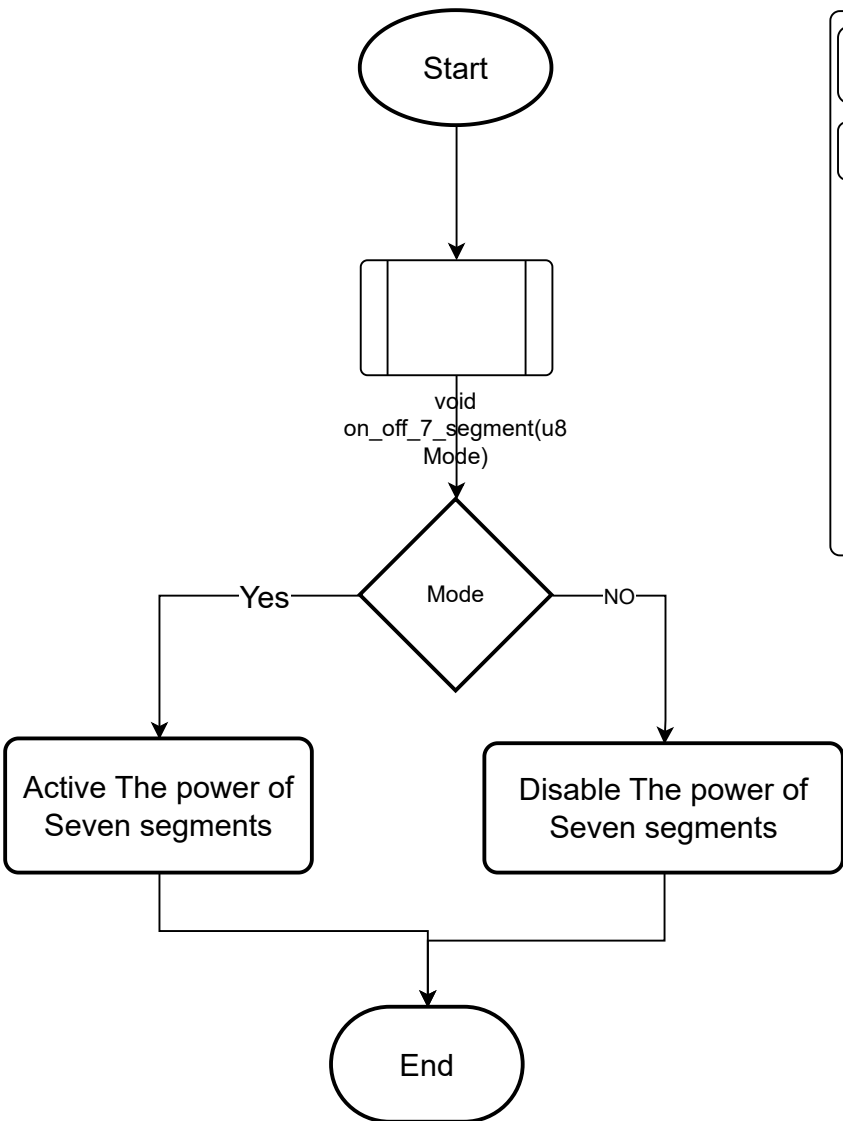 Start
void
on_off_7_segment(u8
Mode)
Mode
Yes
NO
Active The power of
Seven segments
Disable The power of
Seven segments
End